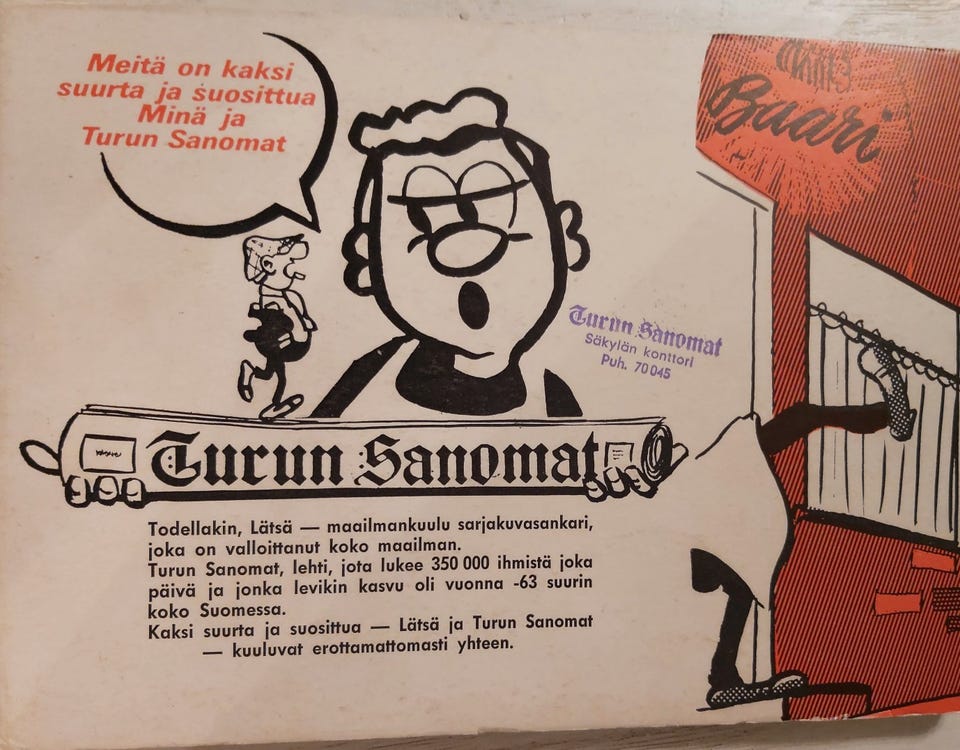 Meitä on kaksi
suurta ja suosittua
Minä ja
Turun Sanomat
Baari
Turun Sanomat
Säkylän konttori
Puh. 70 045
Turun Sanomat
Todellakin, Lätsä — maailmankuulu sarjakuvasankari,
joka on valloittanut koko maailman.
Turun Sanomat, lehti, jota lukee 350 000 ihmistä joka
päivä ja jonka levikin kasvu oli vuonna -63 suurin
koko Suomessa.
Kaksi suurta ja suosittua — Lätsä ja Turun Sanomat
— kuuluvat erottamattomasti yhteen.